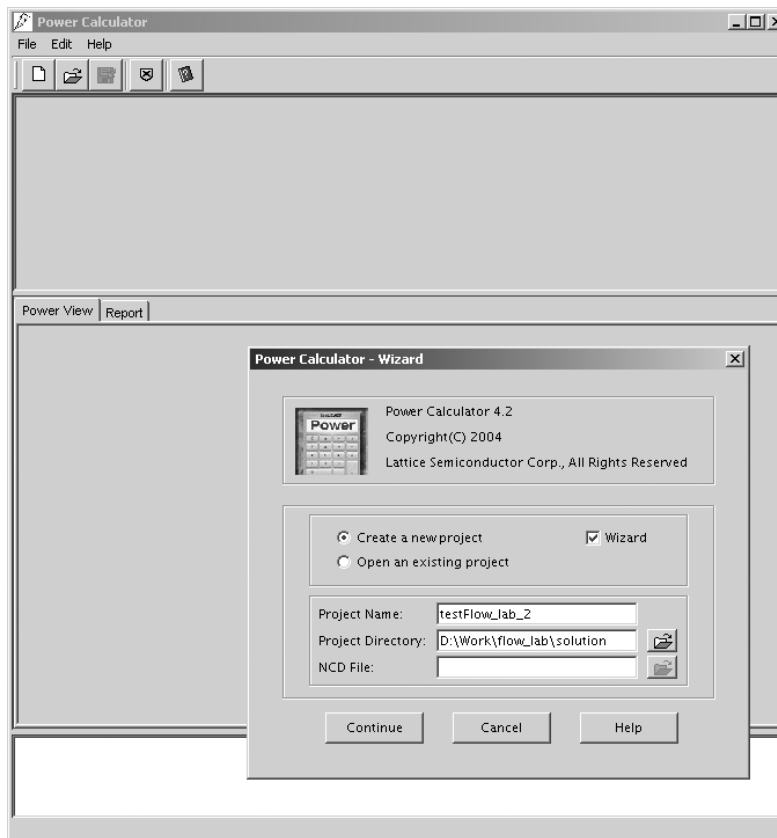 Power Calculator
File Edit Help
Power View Report
Power Calculator - Wizard
Power
Power Calculator 4.2
Copyright(C) 2004
Lattice Semiconductor Corp., All Rights Reserved
Create a new project Wizard
Open an existing project
Project Name: testFlow_lab_2
Project Directory: D:\Work\flow_lab\solution
NCD File:
Continue Cancel Help